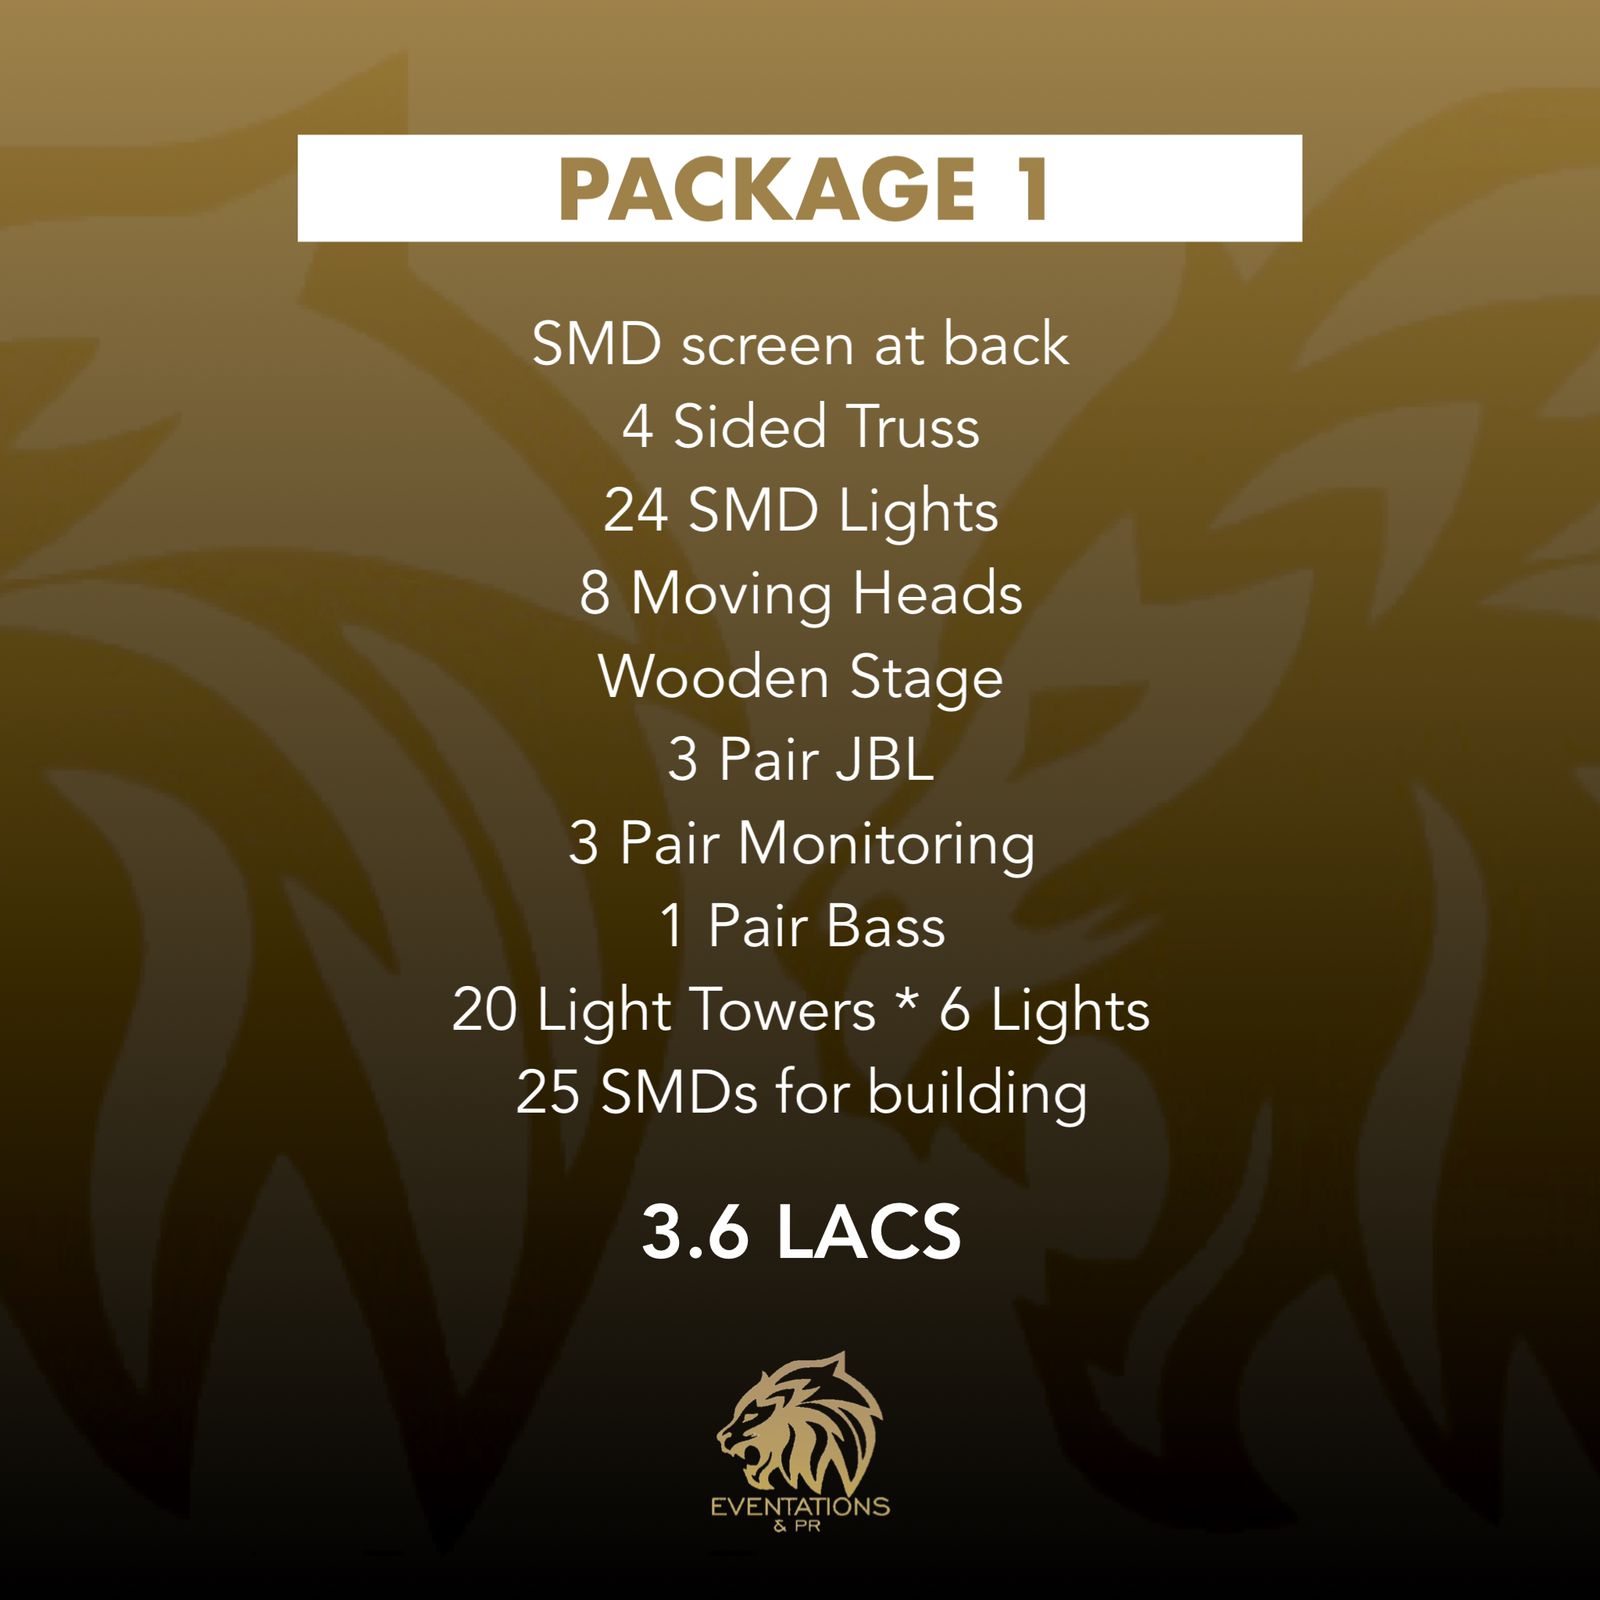 PACKAGE 1
SMD screen at back
4 Sided Truss
24 SMD Lights
8 Moving Heads
Wooden Stage
3 Pair JBL
3 Pair Monitoring
1 Pair Bass
20 Light Towers * 6 Lights
25 SMDs for building
3.6 LACS
EVENTATIONS
& PR